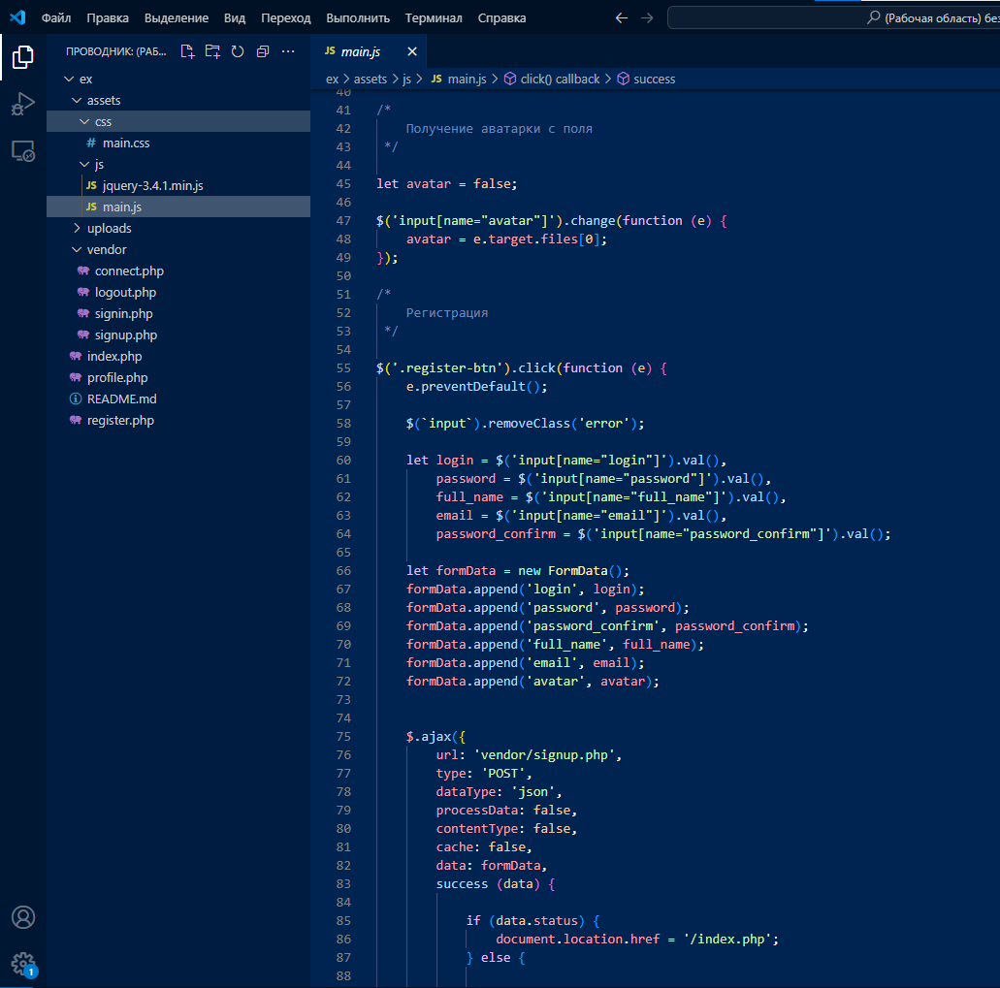 Файл Правка Выделение Вид Переход Выполнить Терминал Справка (Рабочая область) без
ПРОВОДНИК: (РАБ...
ex
assets
css
# main.css
js
JS jquery-3.4.1.min.js
JS main.js
uploads
vendor
connect.php
logout.php
signin.php
signup.php
index.php
profile.php
README.md
register.php
1
JS main.js
ex > assets > js > JS main.js > click() callback > success
40
41 /*
42 Получение аватарки с поля
43 */
44
45 let avatar = false;
46
47 $('input[name="avatar"]').change(function (e) {
48 avatar = e.target.files[0];
49 });
50
51 /*
52 Регистрация
53 */
54
55 $('.register-btn').click(function (e) {
56 e.preventDefault();
57
58 $(`input`).removeClass('error');
59
60 let login = $('input[name="login"]').val(),
61 password = $('input[name="password"]').val(),
62 full_name = $('input[name="full_name"]').val(),
63 email = $('input[name="email"]').val(),
64 password_confirm = $('input[name="password_confirm"]').val();
65
66 let formData = new FormData();
67 formData.append('login', login);
68 formData.append('password', password);
69 formData.append('password_confirm', password_confirm);
70 formData.append('full_name', full_name);
71 formData.append('email', email);
72 formData.append('avatar', avatar);
73
74
75 $.ajax({
76 url: 'vendor/signup.php',
77 type: 'POST',
78 dataType: 'json',
79 processData: false,
80 contentType: false,
81 cache: false,
82 data: formData,
83 success (data) {
84
85 if (data.status) {
86 document.location.href = '/index.php';
87 } else {
88